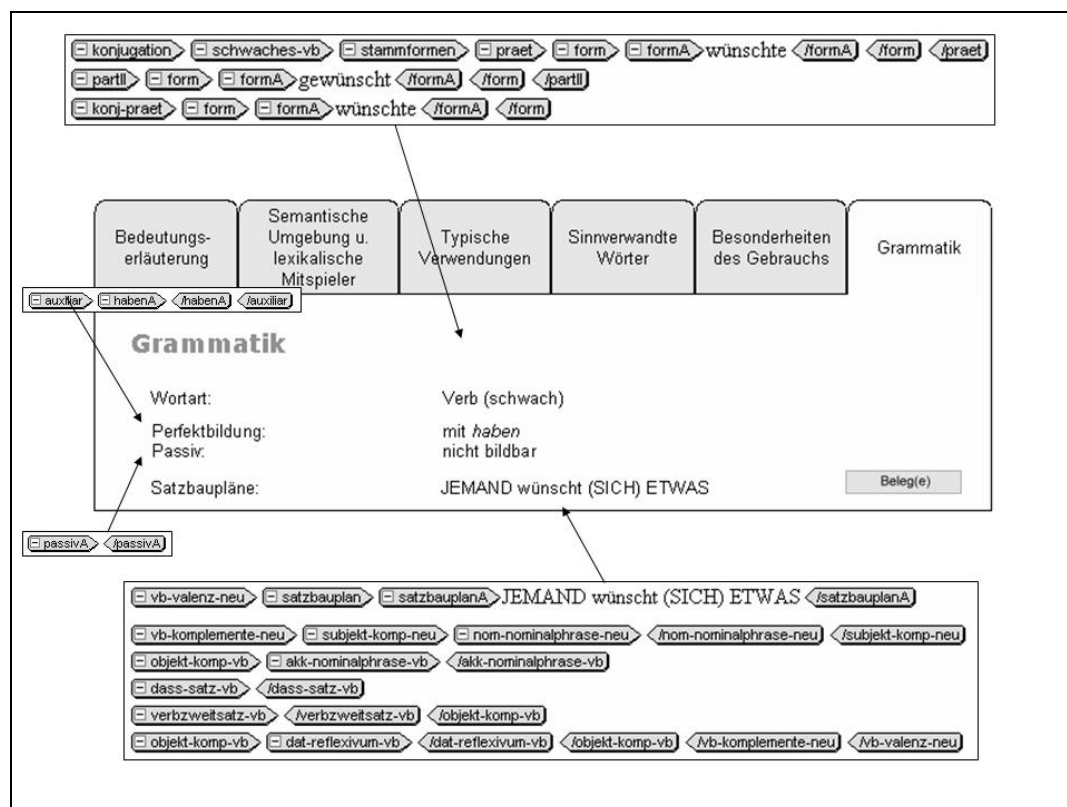 konjugation schwaches-vb stammformen praet form formA wünschte /formA /form /praet
partII form formA gewünscht /formA /form /partII
konj-praet form formA wünschte /formA /form
Bedeutungs-
erläuterung
Semantische
Umgebung u.
lexikalische
Mitspieler
Typische
Verwendungen
Sinnverwandte
Wörter
Besonderheiten
des Gebrauchs
Grammatik
auxiliar habenA /habenA /auxiliar
Grammatik
Wortart: Verb (schwach)
Perfektbildung: mit haben
Passiv: nicht bildbar
Satzbaupläne: JEMAND wünscht (SICH) ETWAS Beleg(e)
passivA /passivA
vb-valenz-neu satzbauplan satzbauplanA JEMAND wünscht (SICH) ETWAS /satzbauplanA
vb-komplemente-neu subjekt-komp-neu nom-nominalphrase-neu /nom-nominalphrase-neu /subjekt-komp-neu
objekt-komp-vb akk-nominalphrase-vb /akk-nominalphrase-vb
dass-satz-vb /dass-satz-vb
verbzweitsatz-vb /verbzweitsatz-vb /objekt-komp-vb
objekt-komp-vb dat-reflexivum-vb /dat-reflexivum-vb /objekt-komp-vb /vb-komplemente-neu /vb-valenz-neu